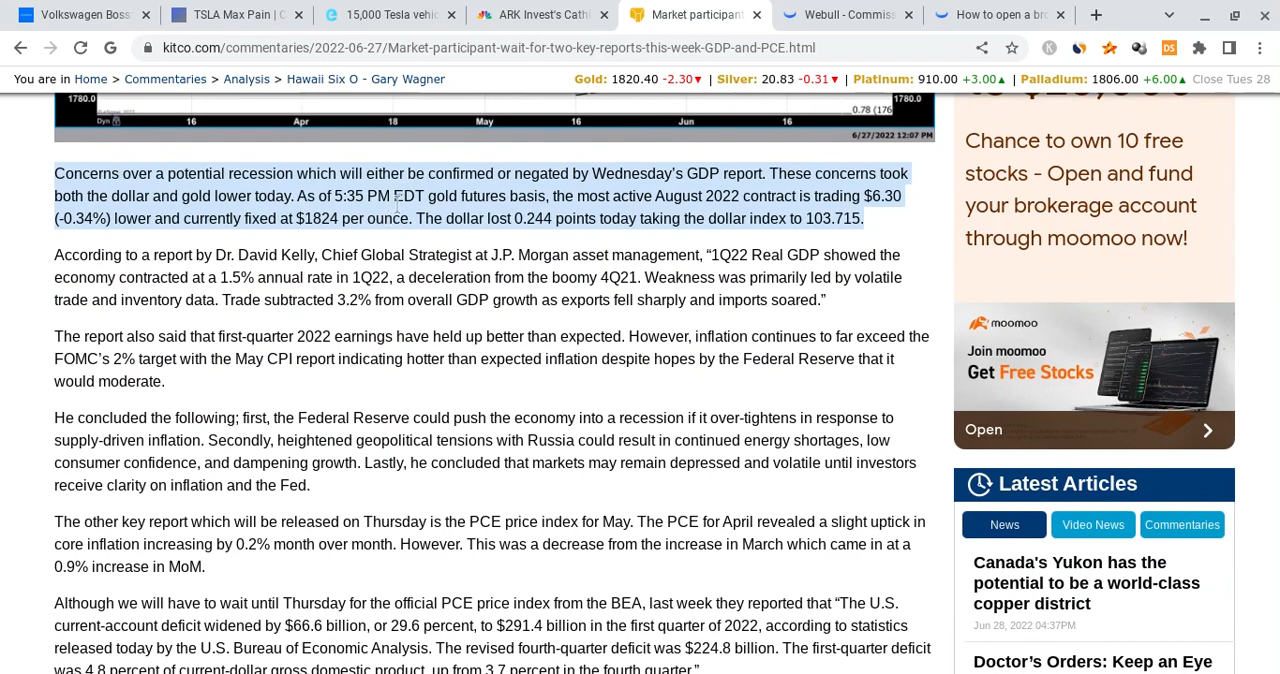 Volkswagen Boss
TSLA Max Pain | C
15,000 Tesla vehic
ARK Invest's Cathi
Market participant
Webull - Commiss
How to open a bro
kitco.com/commentaries/2022-06-27/Market-participant-wait-for-two-key-reports-this-week-GDP-and-PCE.html
You are in Home > Commentaries > Analysis > Hawaii Six O - Gary Wagner
Gold: 1820.40 -2.30▼ | Silver: 20.83 -0.31▼ | Platinum: 910.00 +3.00▲ | Palladium: 1806.00 +6.00▲ Close Tues 28
1780.0
0.78 (176
1780.0
Dyn 16 Apr 18 May 16 Jun 16
6/27/2022 12:07 PM
Concerns over a potential recession which will either be confirmed or negated by Wednesday's GDP report. These concerns took
both the dollar and gold lower today. As of 5:35 PM EDT gold futures basis, the most active August 2022 contract is trading $6.30
(-0.34%) lower and currently fixed at $1824 per ounce. The dollar lost 0.244 points today taking the dollar index to 103.715.
According to a report by Dr. David Kelly, Chief Global Strategist at J.P. Morgan asset management, “1Q22 Real GDP showed the
economy contracted at a 1.5% annual rate in 1Q22, a deceleration from the boomy 4Q21. Weakness was primarily led by volatile
trade and inventory data. Trade subtracted 3.2% from overall GDP growth as exports fell sharply and imports soared.”
The report also said that first-quarter 2022 earnings have held up better than expected. However, inflation continues to far exceed the
FOMC's 2% target with the May CPI report indicating hotter than expected inflation despite hopes by the Federal Reserve that it
would moderate.
He concluded the following; first, the Federal Reserve could push the economy into a recession if it over-tightens in response to
supply-driven inflation. Secondly, heightened geopolitical tensions with Russia could result in continued energy shortages, low
consumer confidence, and dampening growth. Lastly, he concluded that markets may remain depressed and volatile until investors
receive clarity on inflation and the Fed.
The other key report which will be released on Thursday is the PCE price index for May. The PCE for April revealed a slight uptick in
core inflation increasing by 0.2% month over month. However. This was a decrease from the increase in March which came in at a
0.9% increase in MoM.
Although we will have to wait until Thursday for the official PCE price index from the BEA, last week they reported that “The U.S.
current-account deficit widened by $66.6 billion, or 29.6 percent, to $291.4 billion in the first quarter of 2022, according to statistics
released today by the U.S. Bureau of Economic Analysis. The revised fourth-quarter deficit was $224.8 billion. The first-quarter deficit
was 4.8 percent of current-dollar gross domestic product, up from 3.7 percent in the fourth quarter.”
Chance to own 10 free
stocks - Open and fund
your brokerage account
through moomoo now!
moomoo
Join moomoo
Get Free Stocks
Open
Latest Articles
News
Video News
Commentaries
Canada's Yukon has the
potential to be a world-class
copper district
Jun 28, 2022 04:37PM
Doctor's Orders: Keep an Eye